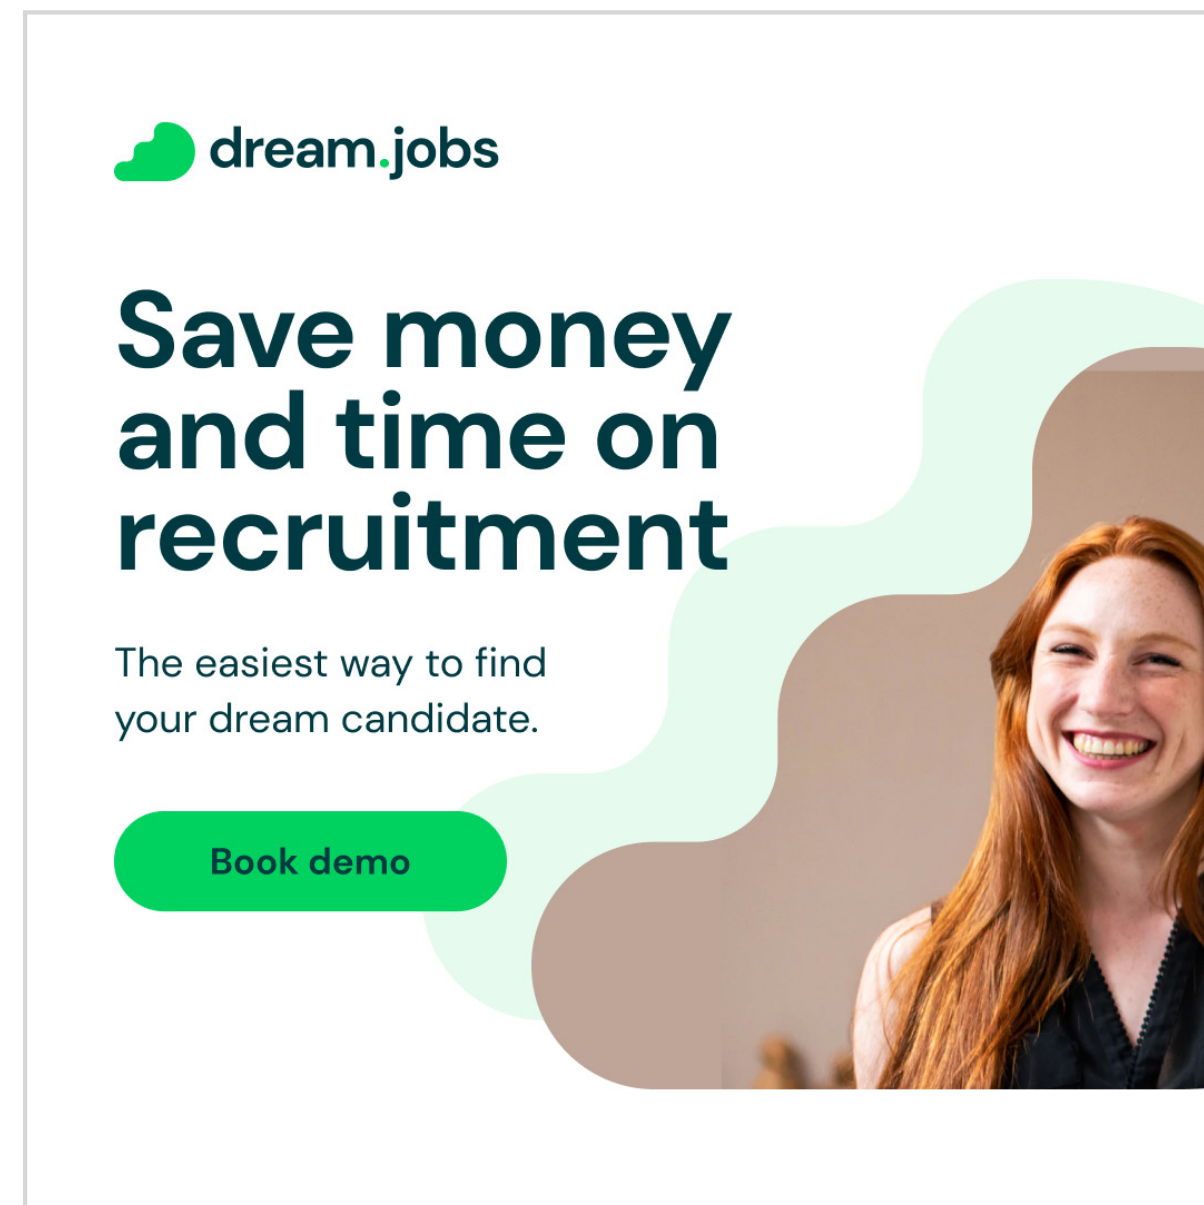 dream.jobs
Save money
and time on
recruitment
The easiest way to find
your dream candidate.
Book demo